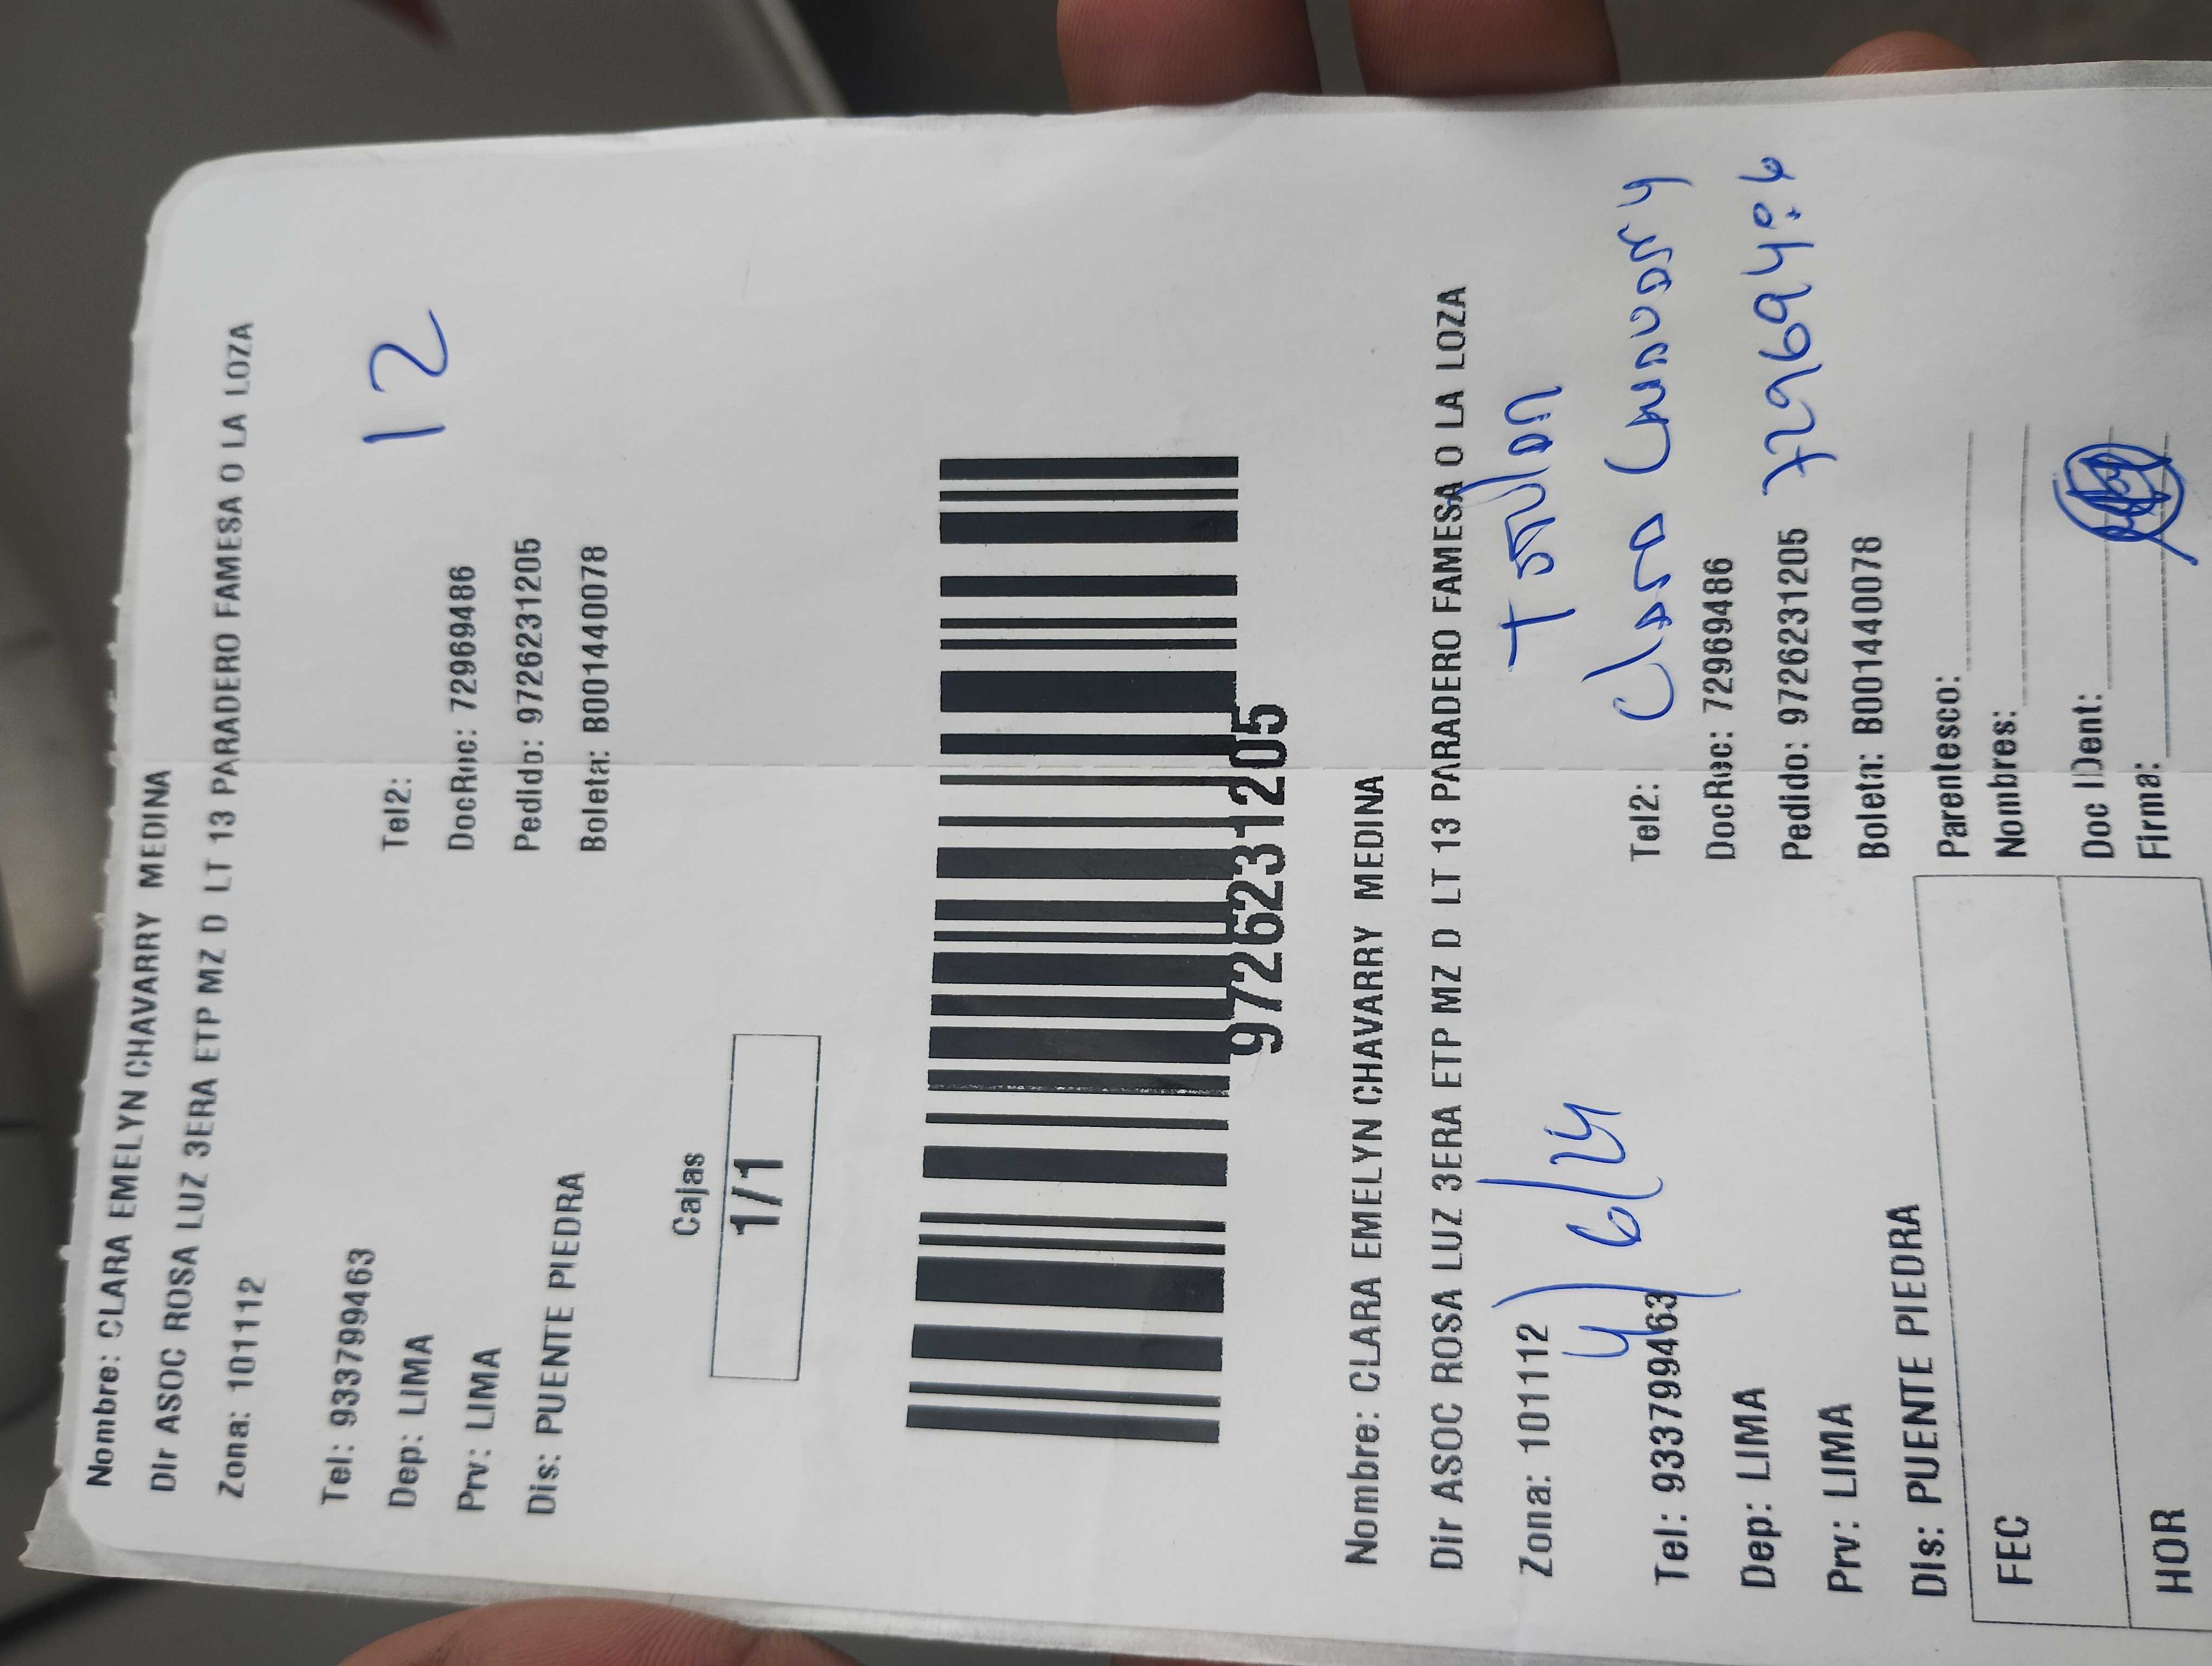 Nombre: CLARA EMELYN CHAVARRY MEDINA
Dir ASOC ROSA LUZ 3ERA ETP MZ D LT 13 PARADERO FAMESA O LA LOZA
Zona: 101112
12
Tel: 933799463
Tel2:
Dep: LIMA
DocRec: 72969486
Prv: LIMA
Pedido: 9726231205
Dis: PUENTE PIEDRA
Boleta: B001440078
Cajas
1/1
9726231205
Nombre: CLARA EMELYN CHAVARRY MEDINA
Dir ASOC ROSA LUZ 3ERA ETP MZ D LT 13 PARADERO FAMESA O LA LOZA
Zona: 101112
4/6/24
Clara Chavarry
Tel: 933799463
Tel2:
Dep: LIMA
DocRec: 72969486
72969486
Prv: LIMA
Pedido: 9726231205
Dis: PUENTE PIEDRA
Boleta: B001440078
FEC
Parentesco:
Nombres:
HOR
Doc IDent:
Firma: